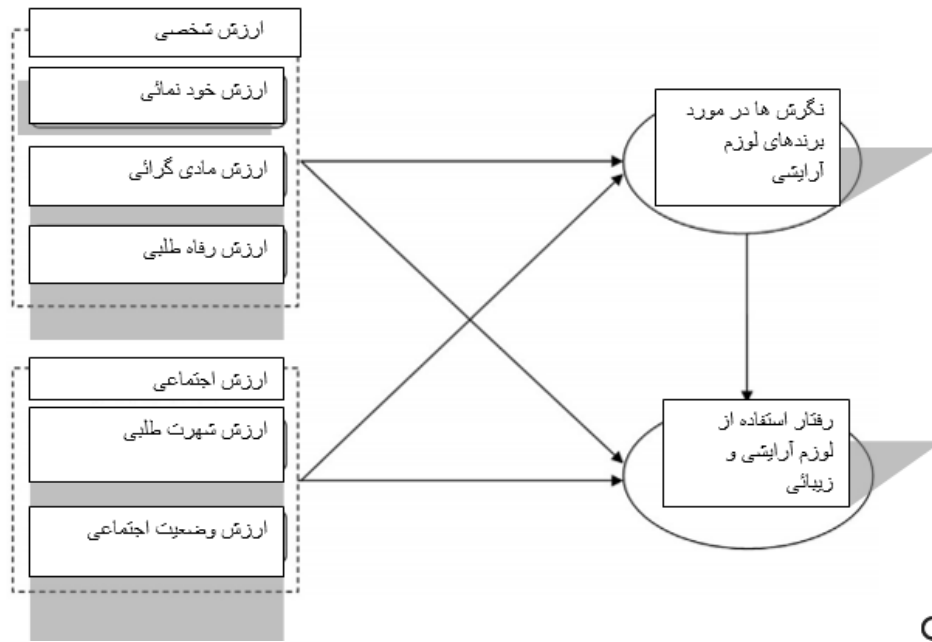 ارزش شخصی
ارزش خود نمائی
ارزش مادی گرائی
ارزش رفاه طلبی
ارزش اجتماعی
ارزش شهرت طلبی
ارزش وضعیت اجتماعی
نگرش ها در مورد
برندهای لوزم
آرایشی
رفتار استفاده از
لوزم آرایشی و
زیبائی